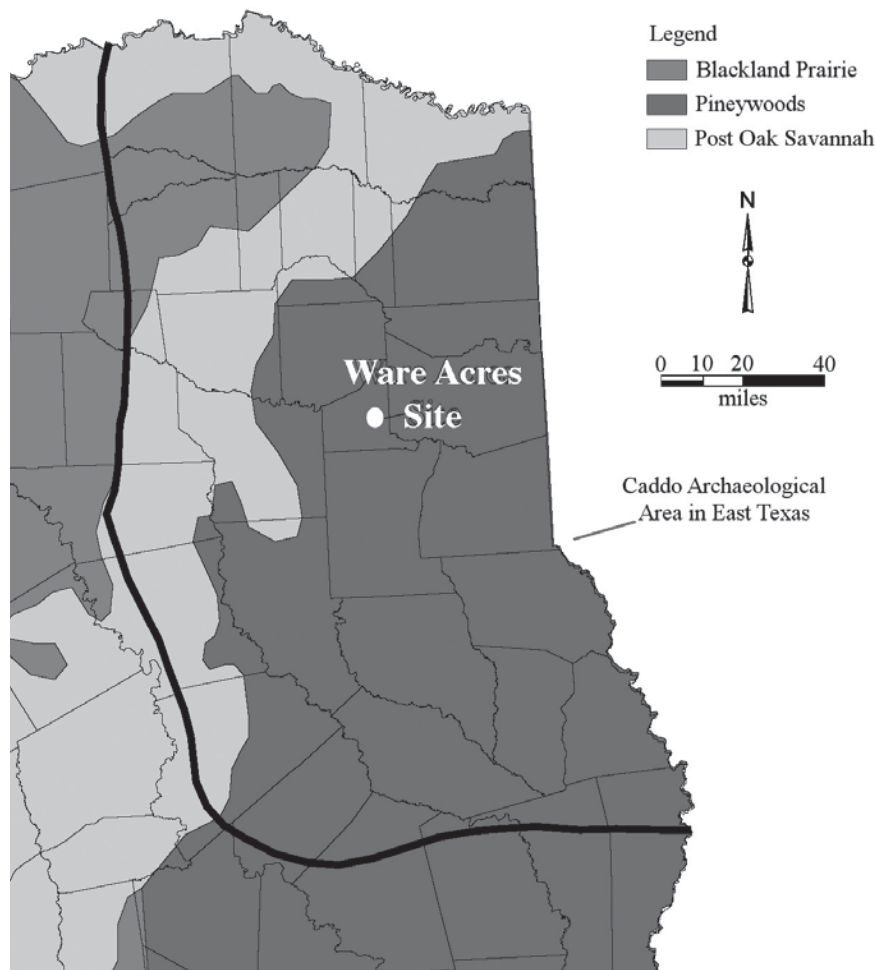 Legend
Blackland Prairie
Pineywoods
Post Oak Savannah
N
0 10 20 40
miles
Ware Acres
Site
Caddo Archaeological
Area in East Texas